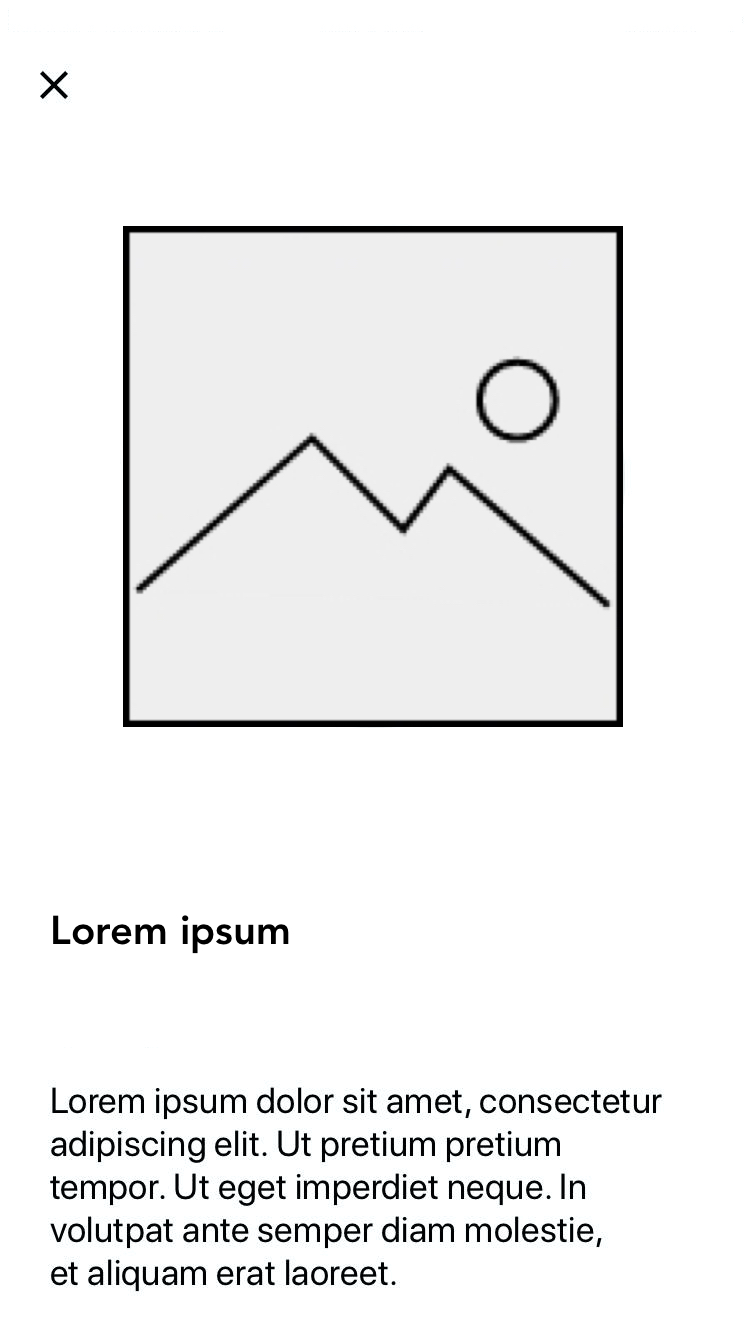 Lorem ipsum
Lorem ipsum dolor sit amet, consectetur
adipiscing elit. Ut pretium pretium
tempor. Ut eget imperdiet neque. In
volutpat ante semper diam molestie,
et aliquam erat laoreet.